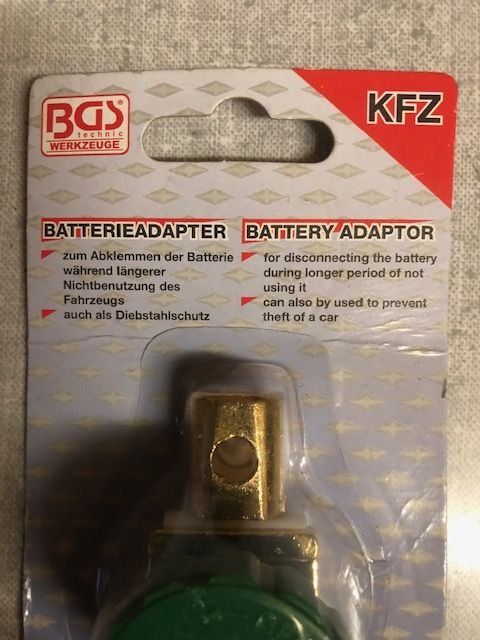 BGS®
technic
WERKZEUGE
KFZ
BATTERIEADAPTER
zum Abklemmen der Batterie
während längerer
Nichtbenutzung des
Fahrzeugs
auch als Diebstahlschutz
BATTERY ADAPTOR
for disconnecting the battery
during longer period of not
using it
can also by used to prevent
theft of a car